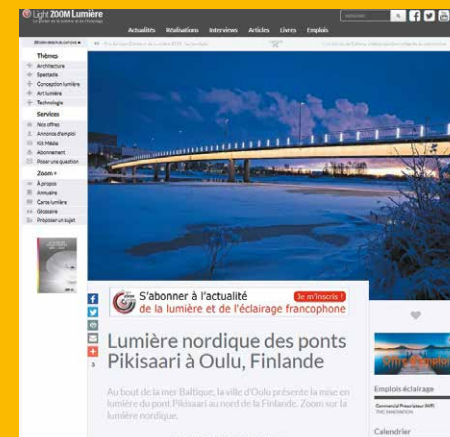 Light ZOOM Lumière
Actualités Réalisations Interviews Articles Livres Emplois
Thèmes
Architecture
Spectacle
Conception lumière
Art lumière
Technologie
Services
Nos offres
Annonce d'emploi
Kit Média
Abonnement
Poser une question
Zoom +
À propos
Annuaire
Carte lumière
Glossaire
Proposer un sujet
S'abonner à l'actualité
Je m'inscris !
de la lumière et de l'éclairage francophone
Lumière nordique des ponts
Pikisaari à Oulu, Finlande
Au bout de la mer Baltique, la ville d'Oulu présente la mise en
lumière du pont Pikisaari au nord de la Finlande. Zoom sur la
lumière nordique.
Offre d'emploi
Emplois éclairage
Calendrier